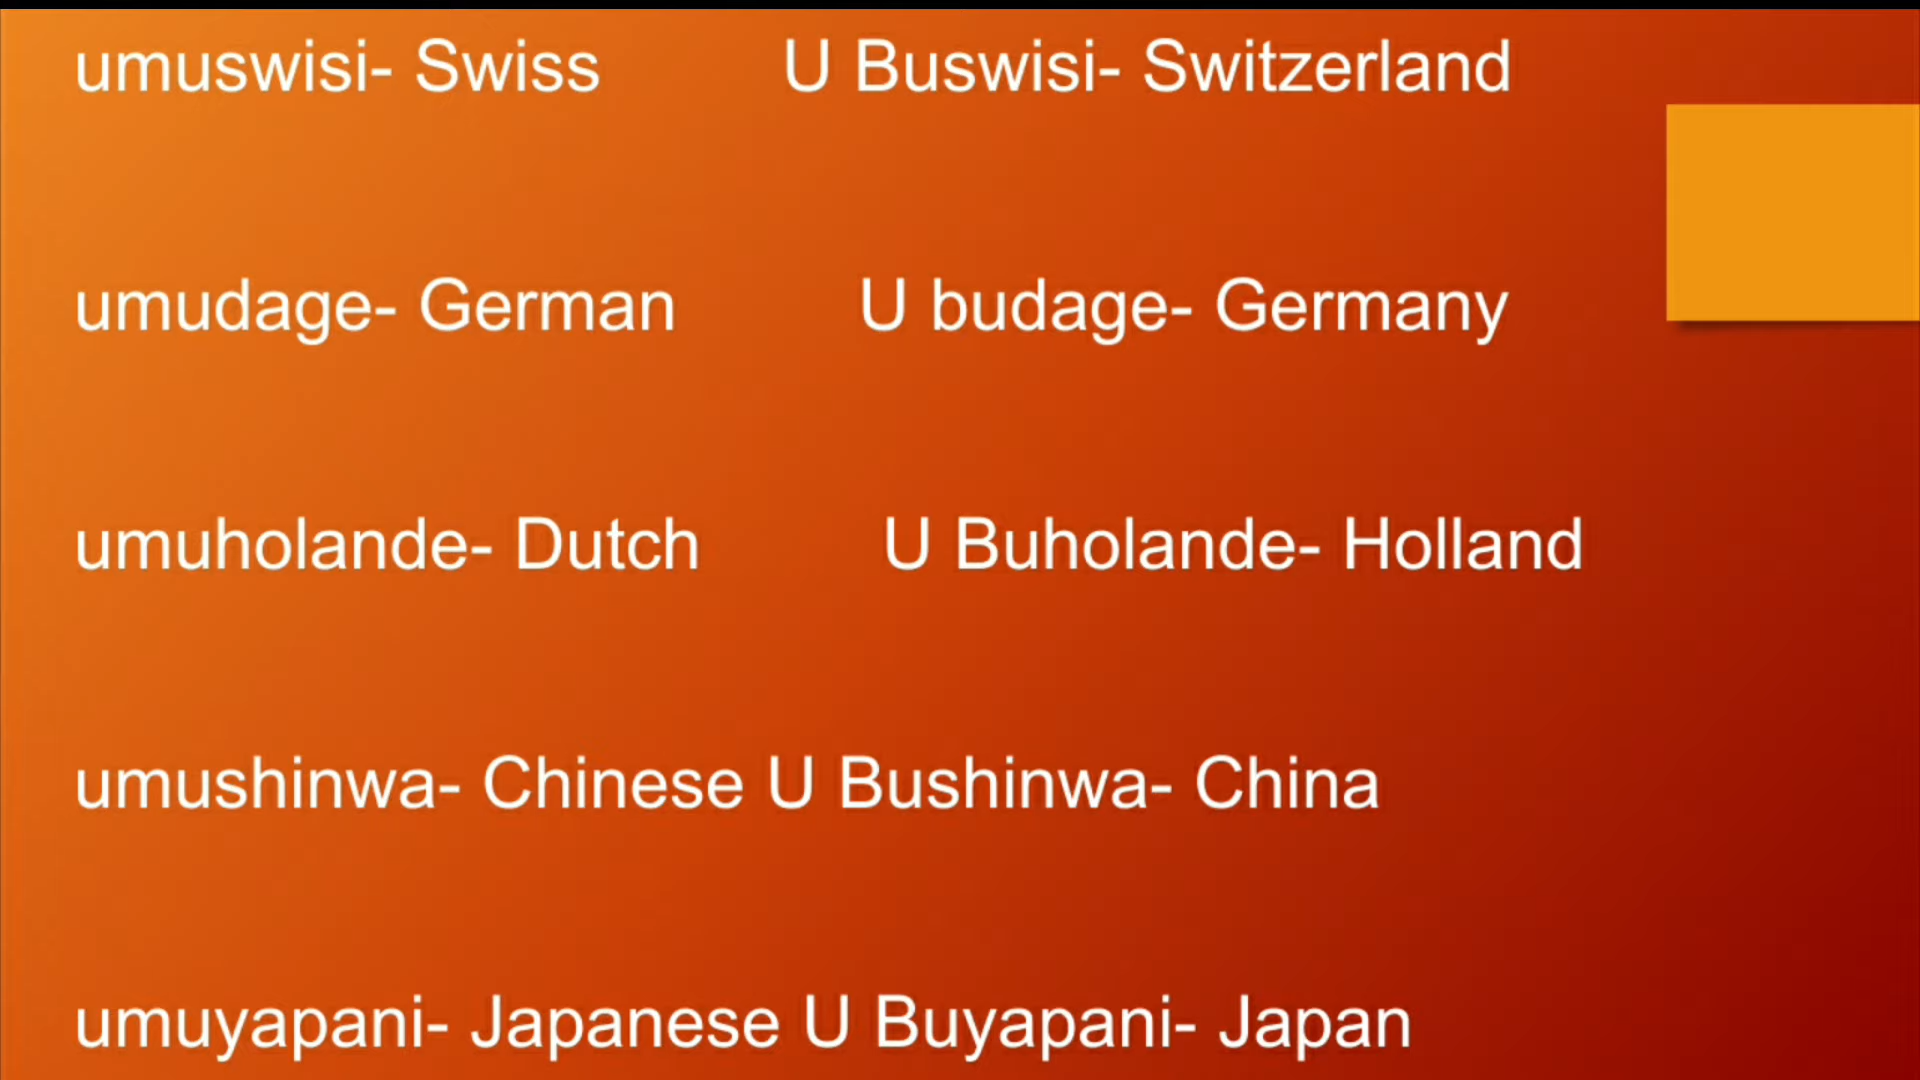 umuswisi- Swiss U Buswisi- Switzerland
umudage- German U budage- Germany
umuholande- Dutch U Buholande- Holland
umushinwa- Chinese U Bushinwa- China
umuyapani- Japanese U Buyapani- Japan